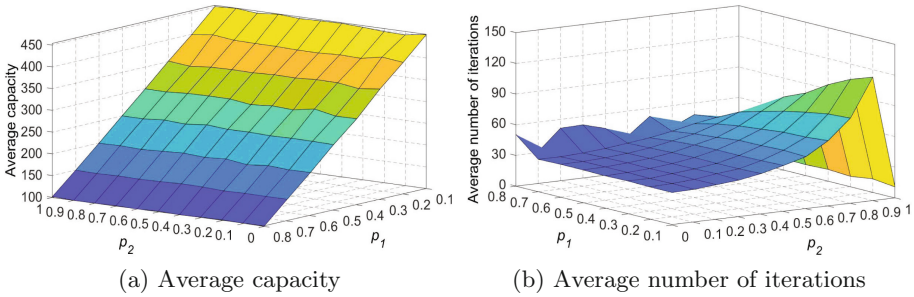 Average capacity
450
400
350
300
250
200
150
100
1 0.9 0.8 0.7 0.6 0.5 0.4 0.3 0.2 0.1 0
p2
0.8 0.7 0.6 0.5 0.4 0.3 0.2 0.1
p1
(a) Average capacity
Average number of iterations
150
120
90
60
30
0
0.8 0.7 0.6 0.5 0.4 0.3 0.2 0.1
p1
0 0.1 0.2 0.3 0.4 0.5 0.6 0.7 0.8 0.9 1
p2
(b) Average number of iterations